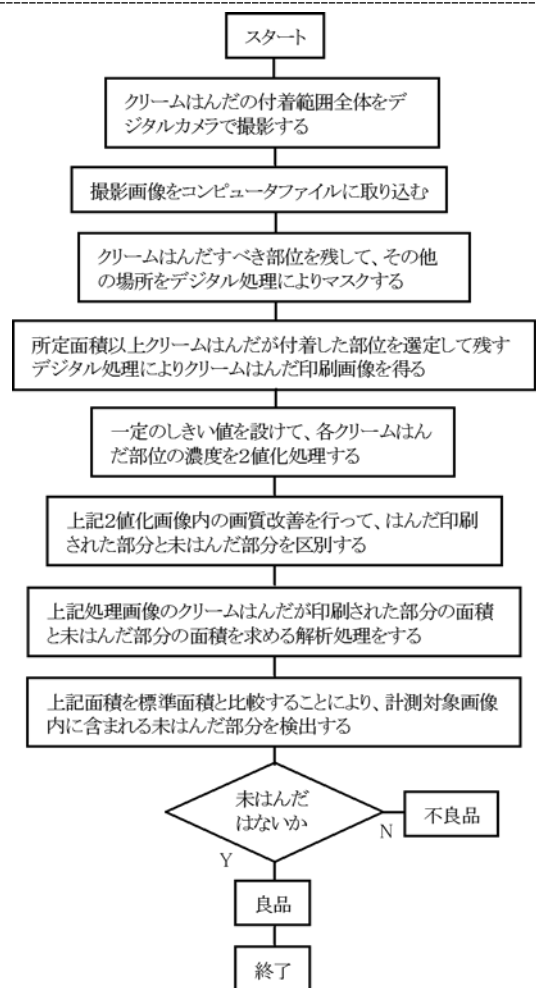 スタート
クリームはんだの付着範囲全体をデ
ジタルカメラで撮影する
撮影画像をコンピュータファイルに取り込む
クリームはんだすべき部位を残して、その他
の場所をデジタル処理によりマスクする
所定面積以上クリームはんだが付着した部位を選定して残す
デジタル処理によりクリームはんだ印刷画像を得る
一定のしきい値を設けて、各クリームはん
だ部位の濃度を2値化処理する
上記2値化画像内の画質改善を行って、はんだ印刷
された部分と未はんだ部分を区別する
上記処理画像のクリームはんだが印刷された部分の面積
と未はんだ部分の面積を求める解析処理をする
上記面積を標準面積と比較することにより、計測対象画像
内に含まれる未はんだ部分を検出する
未はんだ
はないか
N
不良品
Y
良品
終了